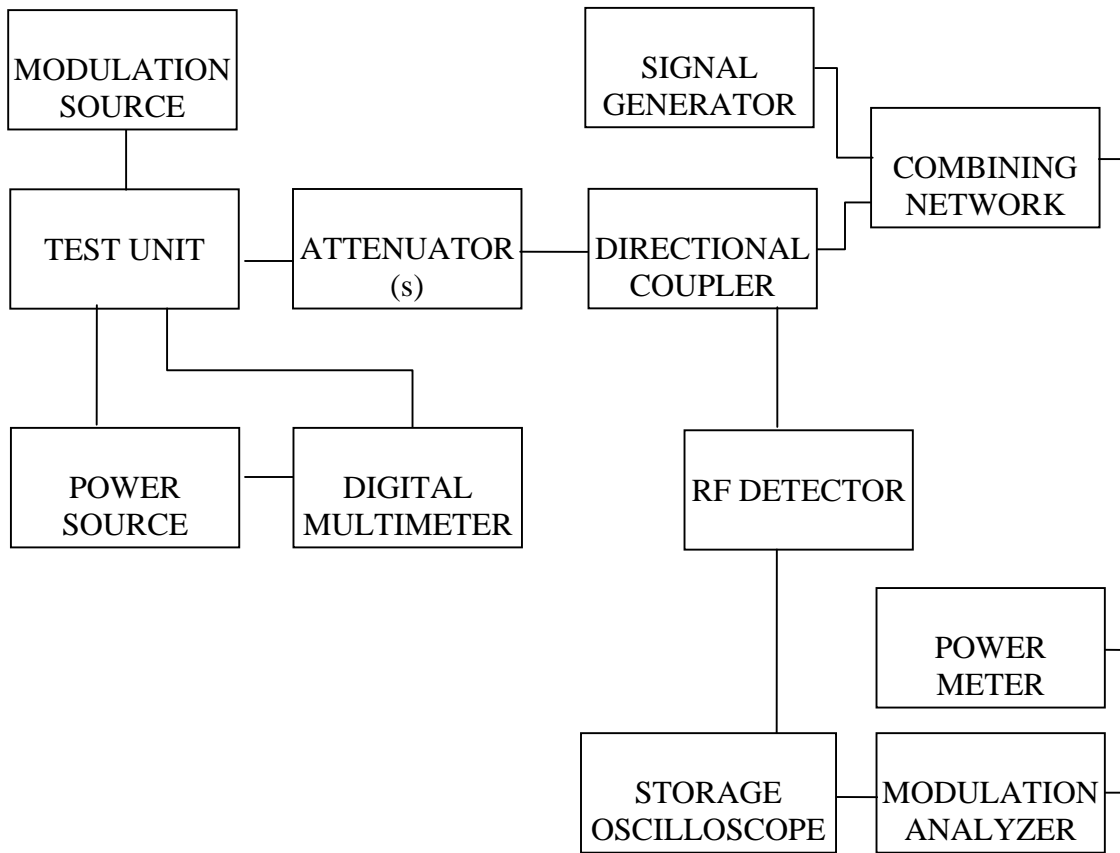 MODULATION
SOURCE
SIGNAL
GENERATOR
COMBINING
NETWORK
TEST UNIT
ATTENUATOR
(s)
DIRECTIONAL
COUPLER
POWER
SOURCE
DIGITAL
MULTIMETER
RF DETECTOR
POWER
METER
STORAGE
OSCILLOSCOPE
MODULATION
ANALYZER